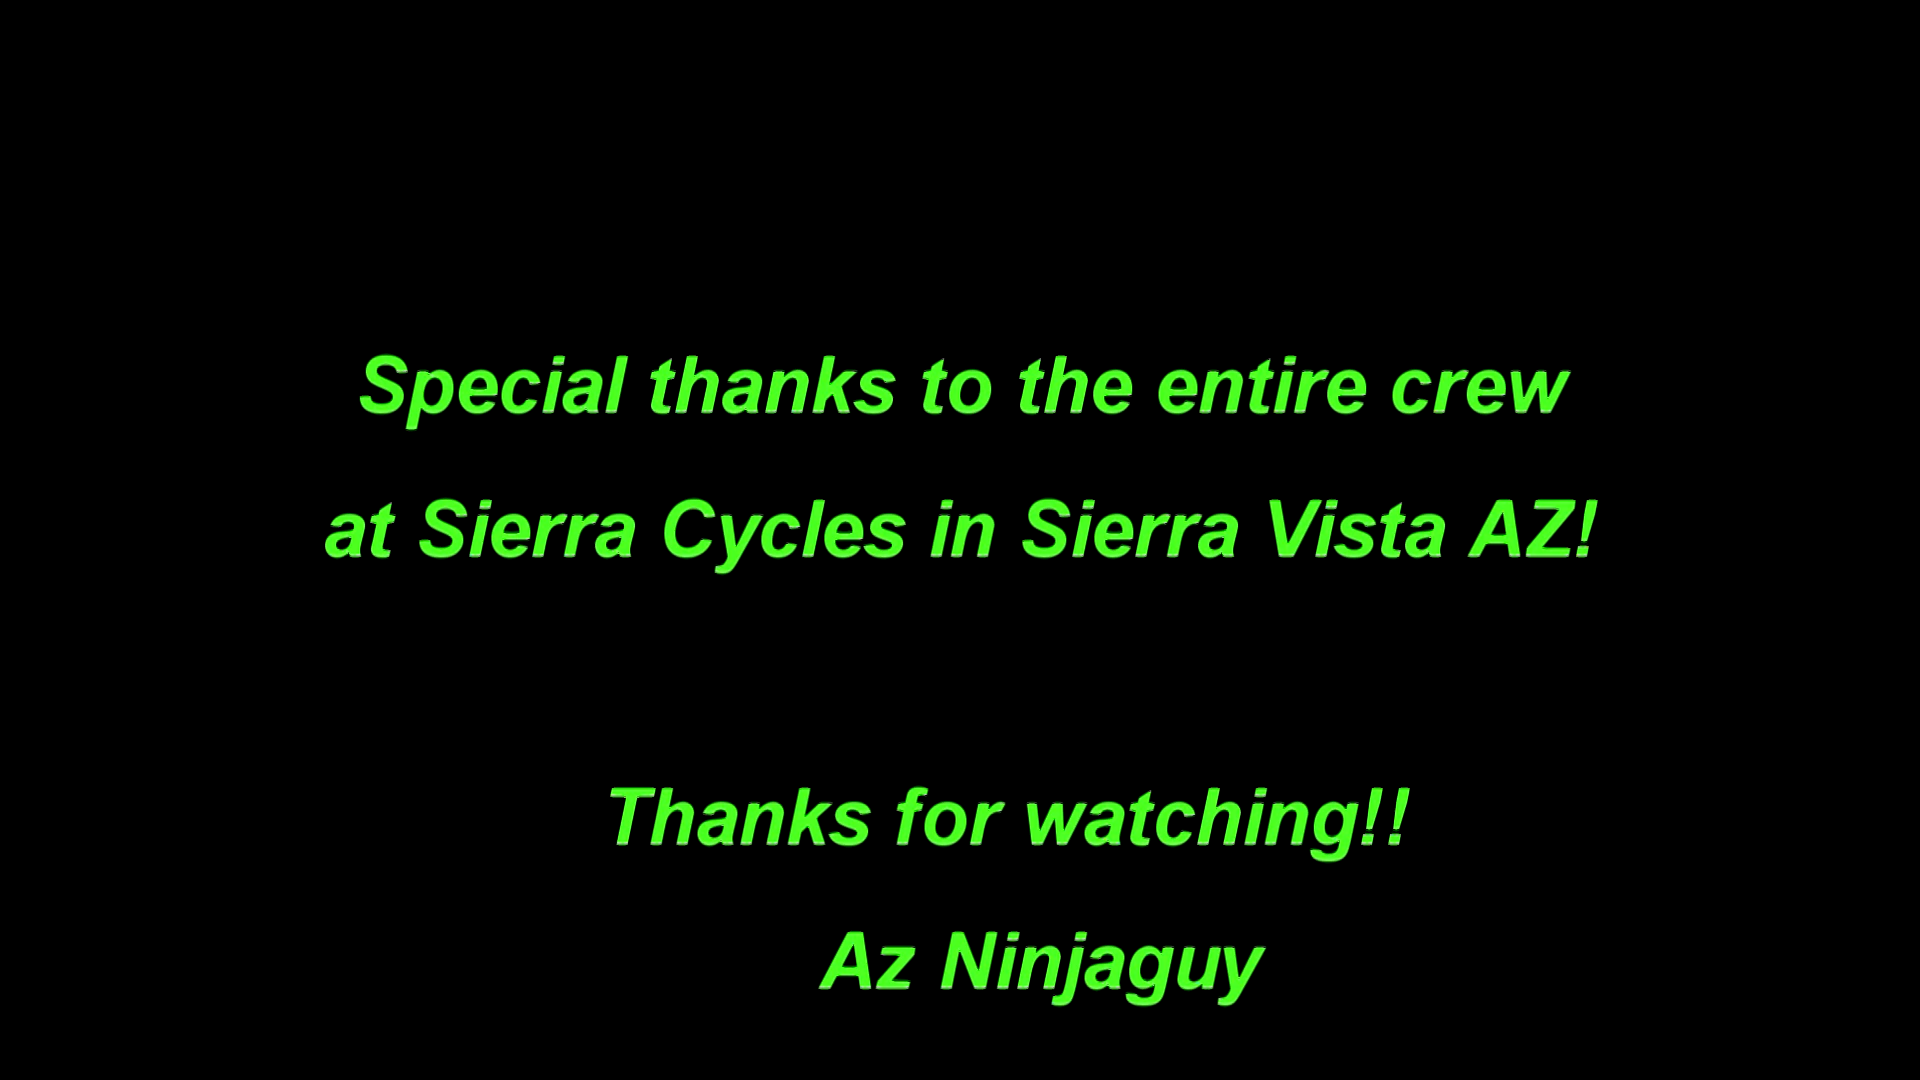 Special thanks to the entire crew
at Sierra Cycles in Sierra Vista AZ!
Thanks for watching!!
Az Ninjaguy